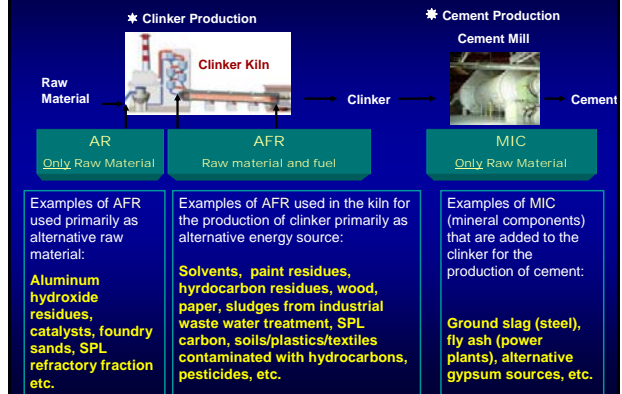 ✷ Clinker Production
✸ Cement Production
Cement Mill
Clinker Kiln
Raw
Material
Clinker
Cement
AR
Only Raw Material
AFR
Raw material and fuel
MIC
Only Raw Material
Examples of AFR
used primarily as
alternative raw
material:
Aluminum
hydroxide
residues,
catalysts, foundry
sands, SPL
refractory fraction
etc.
Examples of AFR used in the kiln for
the production of clinker primarily as
alternative energy source:
Solvents, paint residues,
hyrdocarbon residues, wood,
paper, sludges from industrial
waste water treatment, SPL
carbon, soils/plastics/textiles
contaminated with hydrocarbons,
pesticides, etc.
Examples of MIC
(mineral components)
that are added to the
clinker for the
production of cement:
Ground slag (steel),
fly ash (power
plants), alternative
gypsum sources, etc.